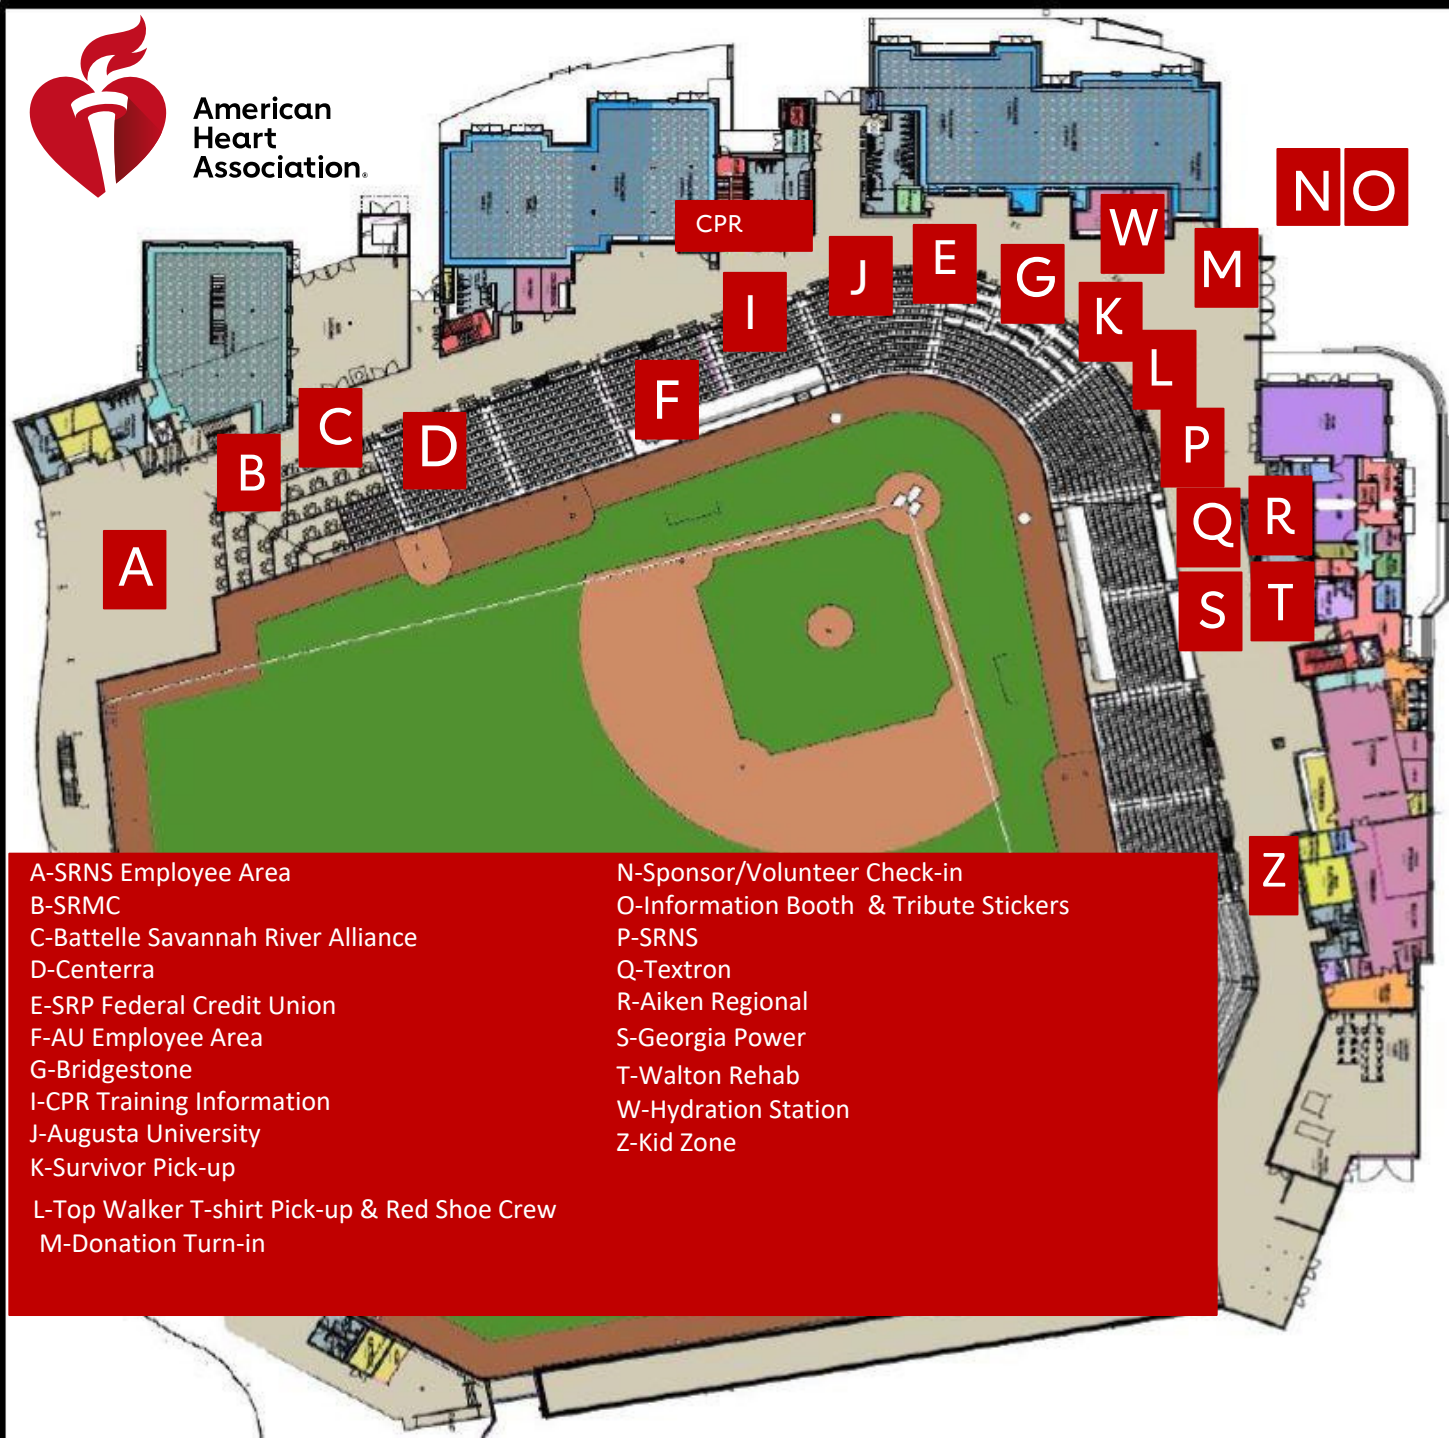 American
Heart
Association.
N O
CPR
W
E
M
J
G
I
K
L
F
C
D
P
B
Q R
A
S T
Z
A-SRNS Employee Area
B-SRMC
C-Battelle Savannah River Alliance
D-Centerra
E-SRP Federal Credit Union
F-AU Employee Area
G-Bridgestone
I-CPR Training Information
J-Augusta University
K-Survivor Pick-up
L-Top Walker T-shirt Pick-up & Red Shoe Crew
M-Donation Turn-in
N-Sponsor/Volunteer Check-in
O-Information Booth & Tribute Stickers
P-SRNS
Q-Textron
R-Aiken Regional
S-Georgia Power
T-Walton Rehab
W-Hydration Station
Z-Kid Zone